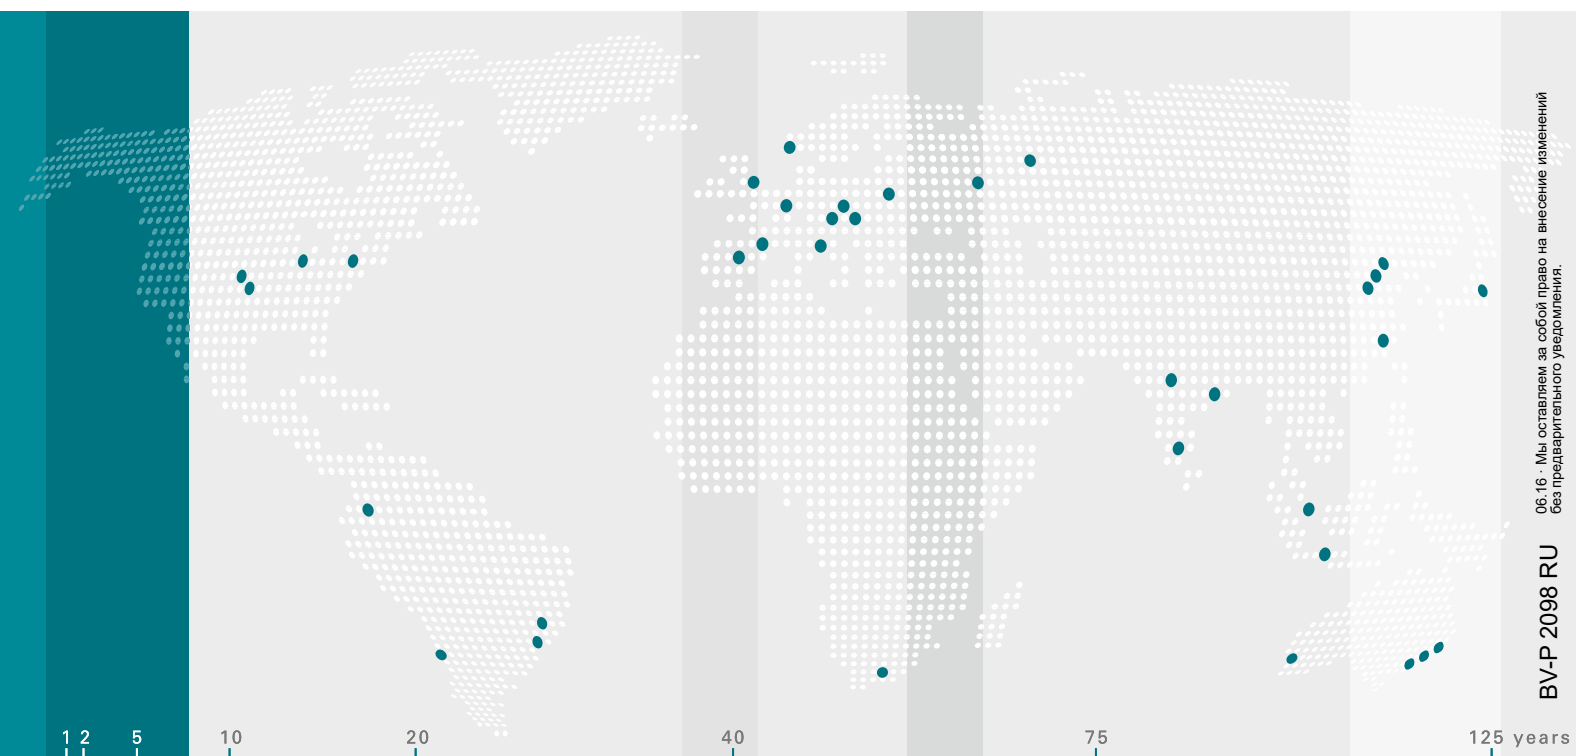 06.16 · Мы оставляем за собой право на внесение изменений
без предварительного уведомления.
BV-P 2098 RU
1 2 5 10 20 40 75 125 years